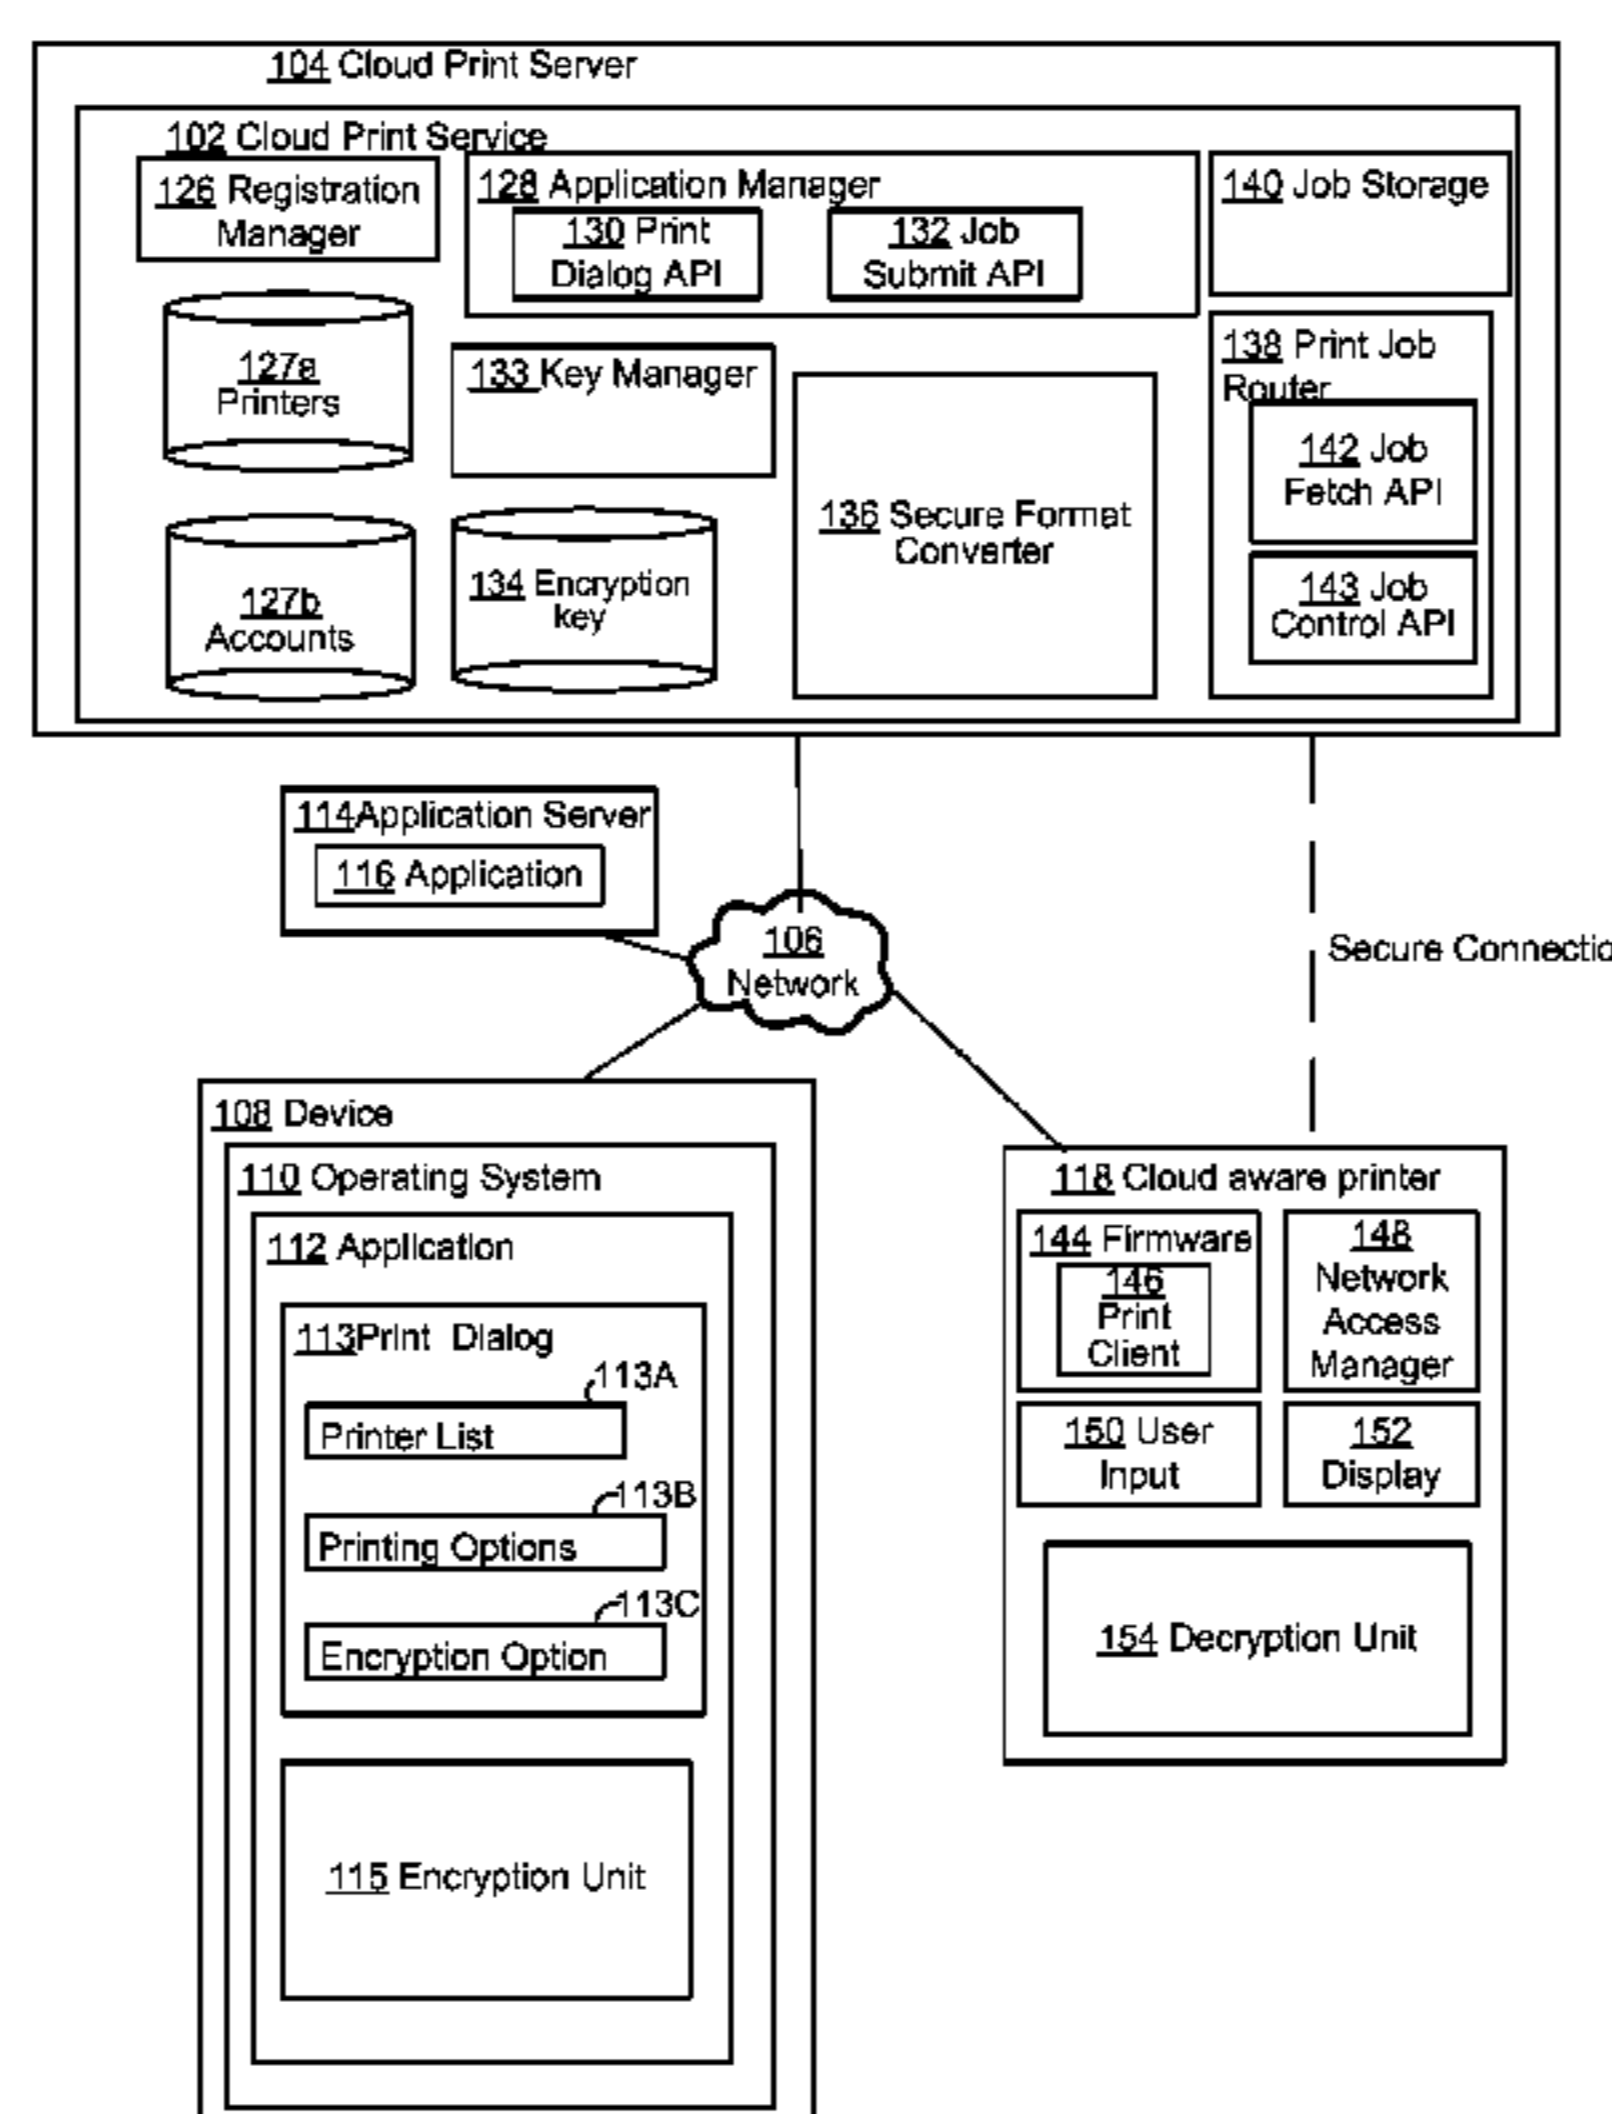 104 Cloud Print Server
102 Cloud Print Service
126 Registration
Manager
128 Application Manager
130 Print
Dialog API
132 Job
Submit API
140 Job Storage
127a
Printers
133 Key Manager
138 Print Job
Router
142 Job
Fetch API
136 Secure Format
Converter
134 Encryption
key
143 Job
Control API
127b
Accounts
114 Application Server
116 Application
106
Network
Secure Connectio
108 Device
110 Operating System
112 Application
113 Print Dialog
113A
Printer List
113B
Printing Options
113C
Encryption Option
115 Encryption Unit
118 Cloud aware printer
144 Firmware
146
Print
Client
148
Network
Access
Manager
150 User
Input
152
Display
154 Decryption Unit